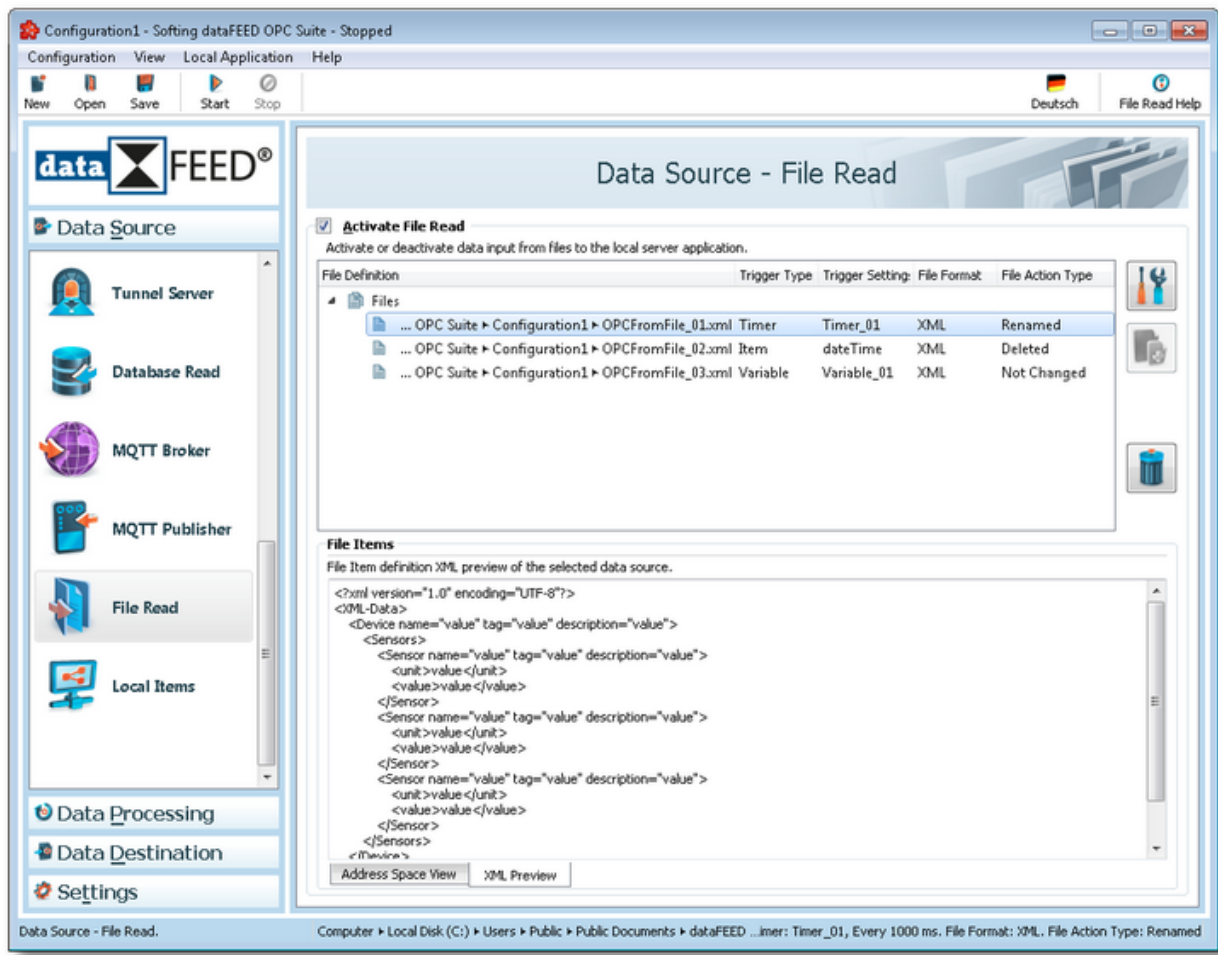 Configuration1 - Softing dataFEED OPC Suite - Stopped
Configuration View Local Application Help
New Open Save Start Stop Deutsch File Read Help
data FEED®
Data Source - File Read
Data Source
Activate File Read
Activate or deactivate data input from files to the local server application.
File Definition Trigger Type Trigger Setting: File Format File Action Type
Files
... OPC Suite ▸ Configuration1 ▸ OPCFromFile_01.xml Timer Timer_01 XML Renamed
... OPC Suite ▸ Configuration1 ▸ OPCFromFile_02.xml Item dateTime XML Deleted
... OPC Suite ▸ Configuration1 ▸ OPCFromFile_03.xml Variable Variable_01 XML Not Changed
Tunnel Server
Database Read
MQTT Broker
MQTT Publisher
File Read
Local Items
File Items
File Item definition XML preview of the selected data source.
<?xml version="1.0" encoding="UTF-8"?>
<XML-Data>
<Device name="value" tag="value" description="value">
<Sensors>
<Sensor name="value" tag="value" description="value">
<unit>value</unit>
<value>value</value>
</Sensor>
<Sensor name="value" tag="value" description="value">
<unit>value</unit>
<value>value</value>
</Sensor>
<Sensor name="value" tag="value" description="value">
<unit>value</unit>
<value>value</value>
</Sensor>
</Sensors>
</Device>
Address Space View XML Preview
Data Processing
Data Destination
Settings
Data Source - File Read.
Computer ▸ Local Disk (C:) ▸ Users ▸ Public ▸ Public Documents ▸ dataFEED ...imer: Timer_01, Every 1000 ms. File Format: XML. File Action Type: Renamed